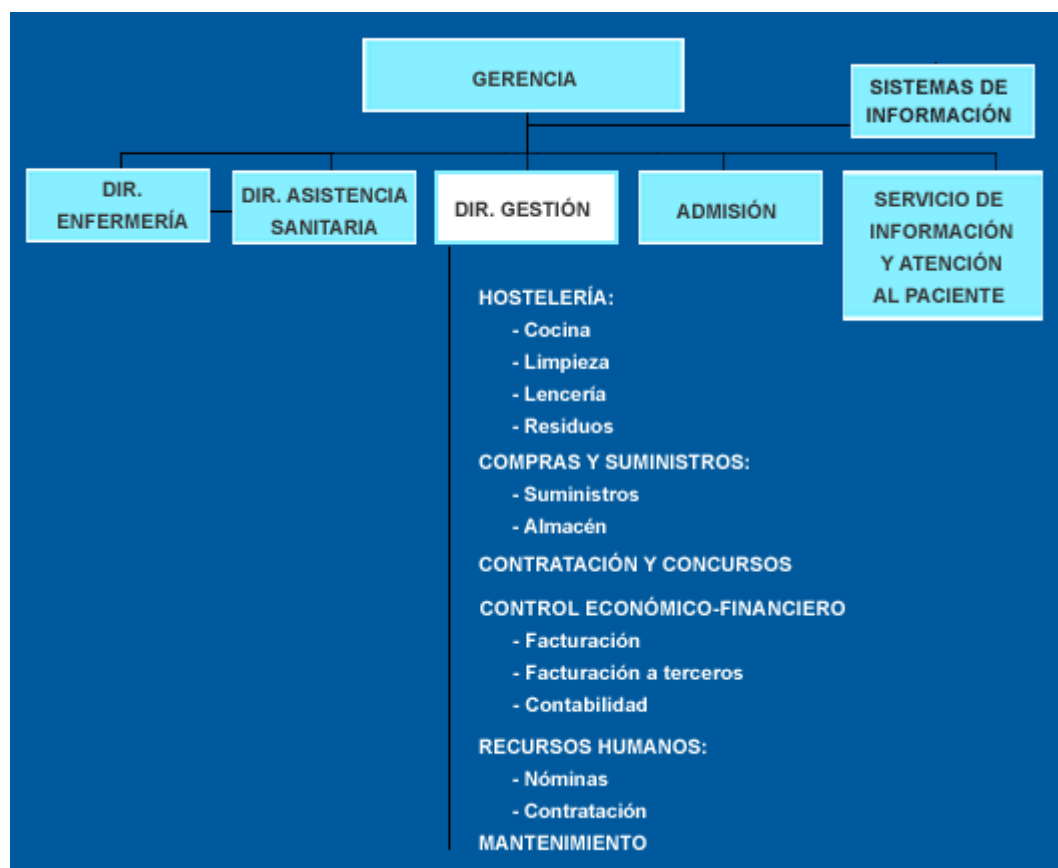 GERENCIA
SISTEMAS DE
INFORMACIÓN
DIR.
ENFERMERÍA
DIR. ASISTENCIA
SANITARIA
DIR. GESTIÓN
ADMISIÓN
SERVICIO DE
INFORMACIÓN
Y ATENCIÓN
AL PACIENTE
HOSTELERÍA:
- Cocina
- Limpieza
- Lencería
- Residuos
COMPRAS Y SUMINISTROS:
- Suministros
- Almacén
CONTRATACIÓN Y CONCURSOS
CONTROL ECONÓMICO-FINANCIERO
- Facturación
- Facturación a terceros
- Contabilidad
RECURSOS HUMANOS:
- Nóminas
- Contratación
MANTENIMIENTO